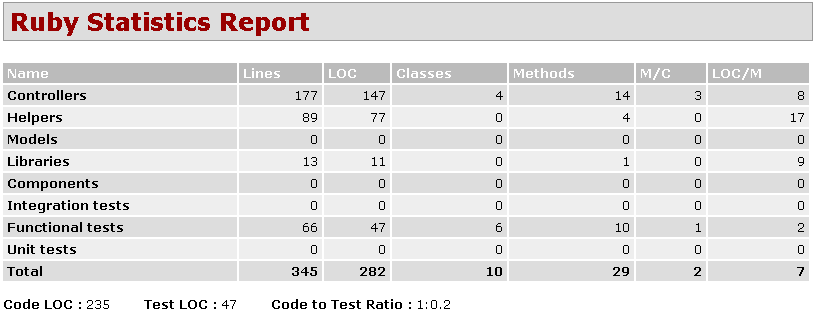 Ruby Statistics Report
Name Lines LOC Classes Methods M/C LOC/M
Controllers 177 147 4 14 3 8
Helpers 89 77 0 4 0 17
Models 0 0 0 0 0 0
Libraries 13 11 0 1 0 9
Components 0 0 0 0 0 0
Integration tests 0 0 0 0 0 0
Functional tests 66 47 6 10 1 2
Unit tests 0 0 0 0 0 0
Total 345 282 10 29 2 7
Code LOC : 235 Test LOC : 47 Code to Test Ratio : 1:0.2